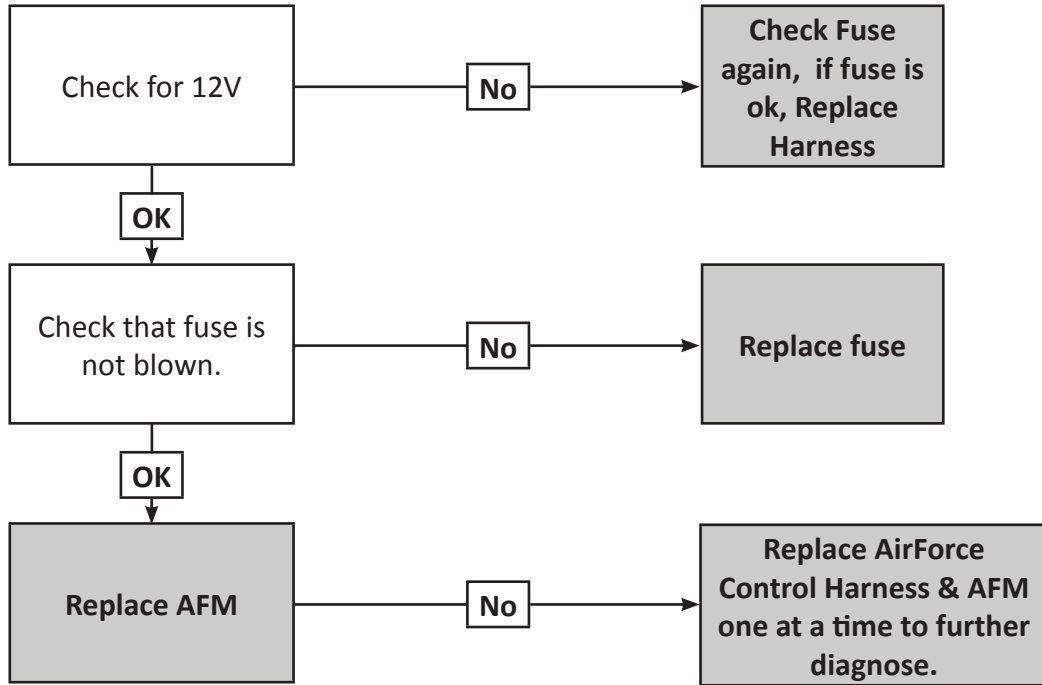 Check for 12V
No
Check Fuse
again, if fuse is
ok, Replace
Harness
OK
Check that fuse is
not blown.
No
Replace fuse
OK
Replace AFM
No
Replace AirForce
Control Harness & AFM
one at a time to further
diagnose.